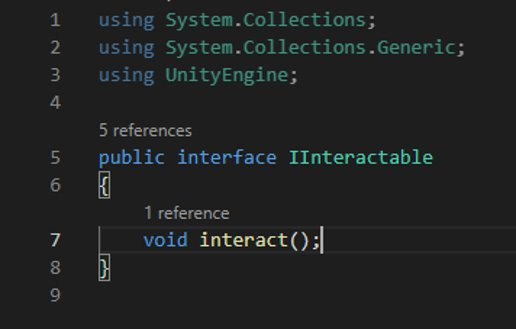 1 using System.Collections;
2 using System.Collections.Generic;
3 using UnityEngine;
4
5 references
5 public interface IInteractable
6 {
1 reference
7 void interact();
8 }
9